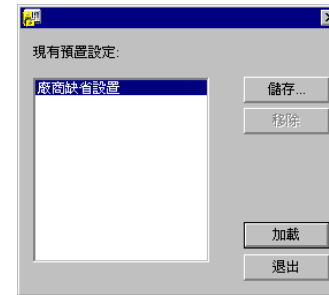 現有預置設定:
廠商缺省設置
儲存...
移除
加載
退出